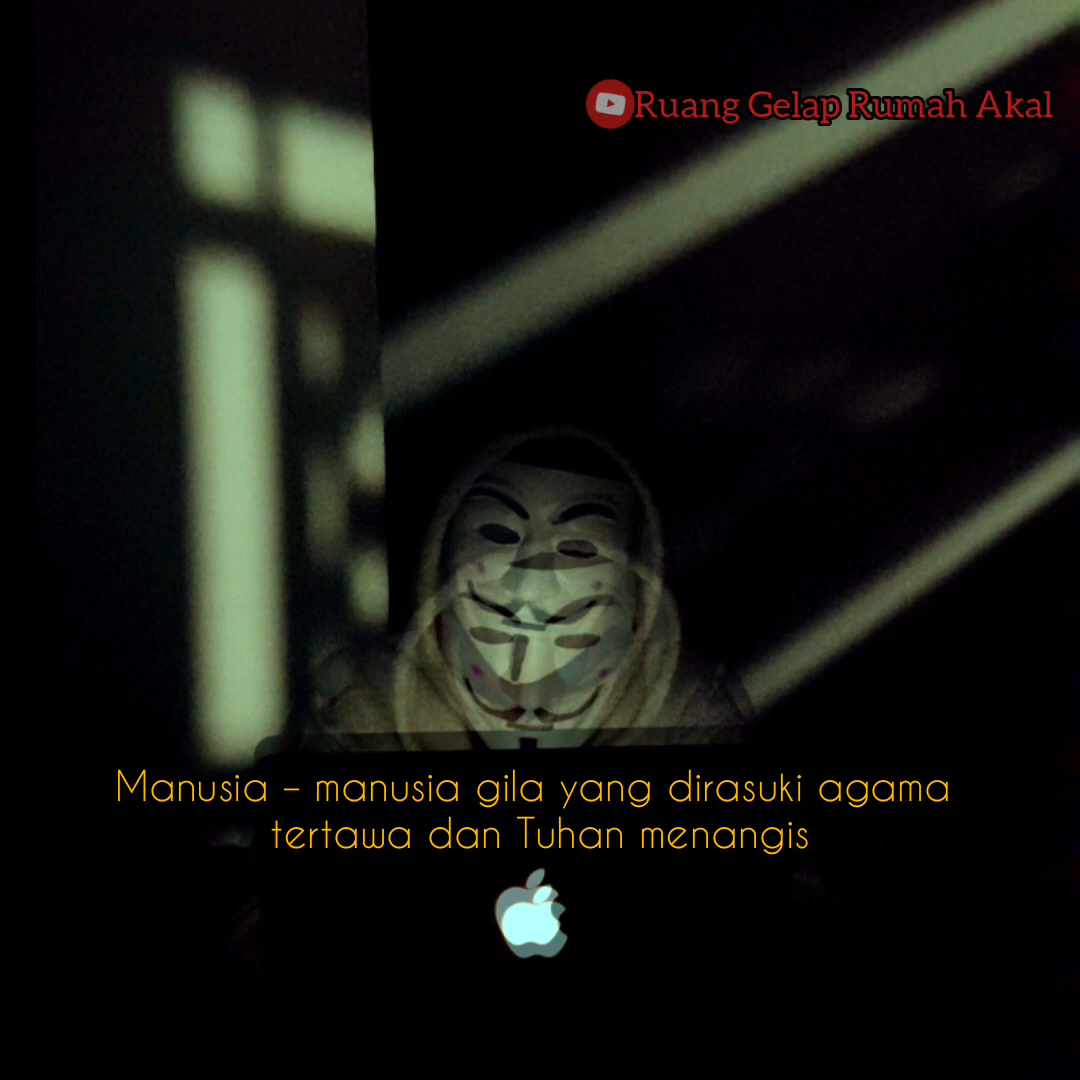 Ruang Gelap Rumah Akal
Manusia – manusia gila yang dirasuki agama
tertawa dan Tuhan menangis